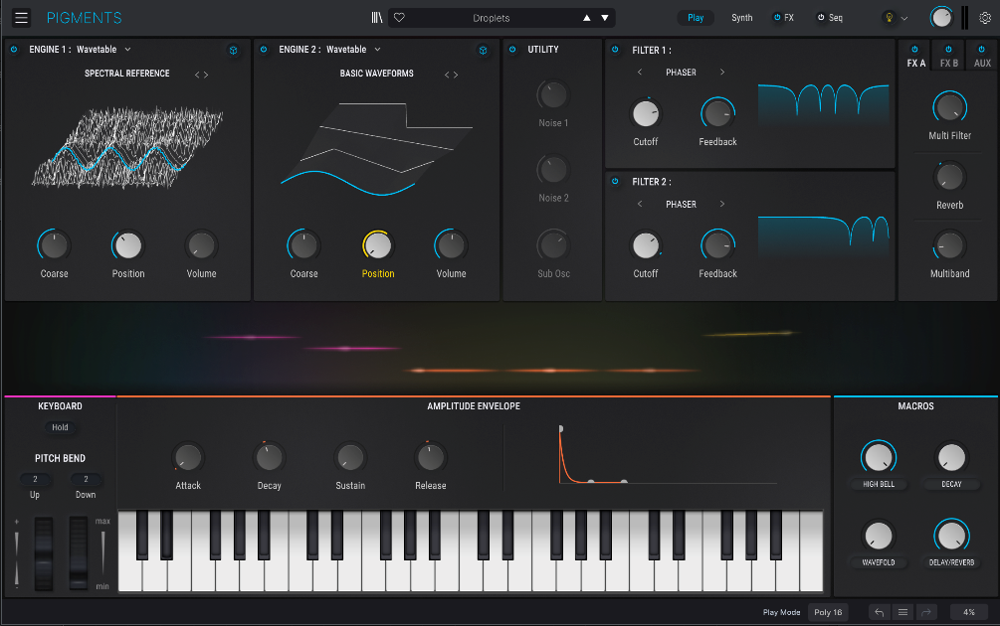 PIGMENTS
Droplets
Play
Synth
FX
Seq
ENGINE 1 : Wavetable
SPECTRAL REFERENCE
Coarse
Position
Volume
ENGINE 2 : Wavetable
BASIC WAVEFORMS
Coarse
Position
Volume
UTILITY
Noise 1
Noise 2
Sub Osc
FILTER 1 :
PHASER
Cutoff
Feedback
FILTER 2 :
PHASER
Cutoff
Feedback
FX A
FX B
AUX
Multi Filter
Reverb
Multiband
KEYBOARD
Hold
PITCH BEND
2
2
Up
Down
+
-
max
min
AMPLITUDE ENVELOPE
Attack
Decay
Sustain
Release
MACROS
HIGH BELL
DECAY
WAVEFOLD
DELAY/REVERB
Play Mode
Poly 16
4%